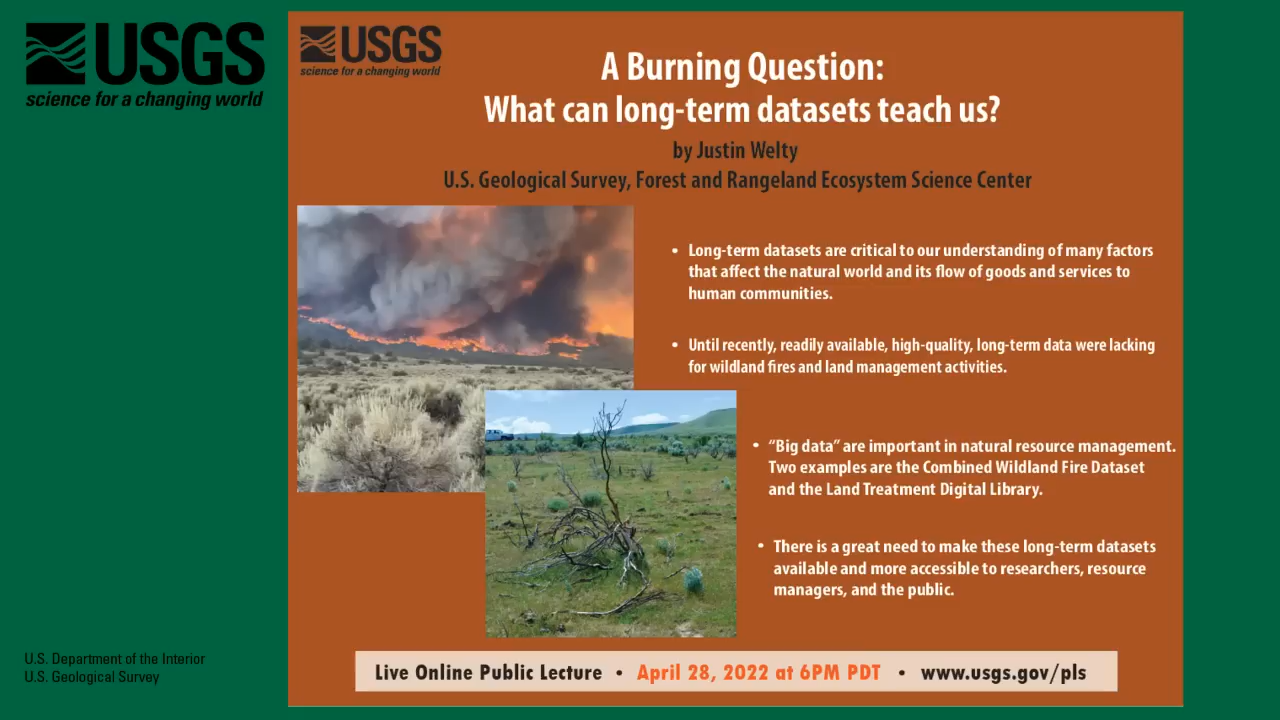 USGS
science for a changing world
USGS
science for a changing world
A Burning Question:
What can long-term datasets teach us?
by Justin Welty
U.S. Geological Survey, Forest and Rangeland Ecosystem Science Center
• Long-term datasets are critical to our understanding of many factors
that affect the natural world and its flow of goods and services to
human communities.
• Until recently, readily available, high-quality, long-term data were lacking
for wildland fires and land management activities.
• “Big data” are important in natural resource management.
Two examples are the Combined Wildland Fire Dataset
and the Land Treatment Digital Library.
• There is a great need to make these long-term datasets
available and more accessible to researchers, resource
managers, and the public.
Live Online Public Lecture • April 28, 2022 at 6PM PDT • www.usgs.gov/pls
U.S. Department of the Interior
U.S. Geological Survey